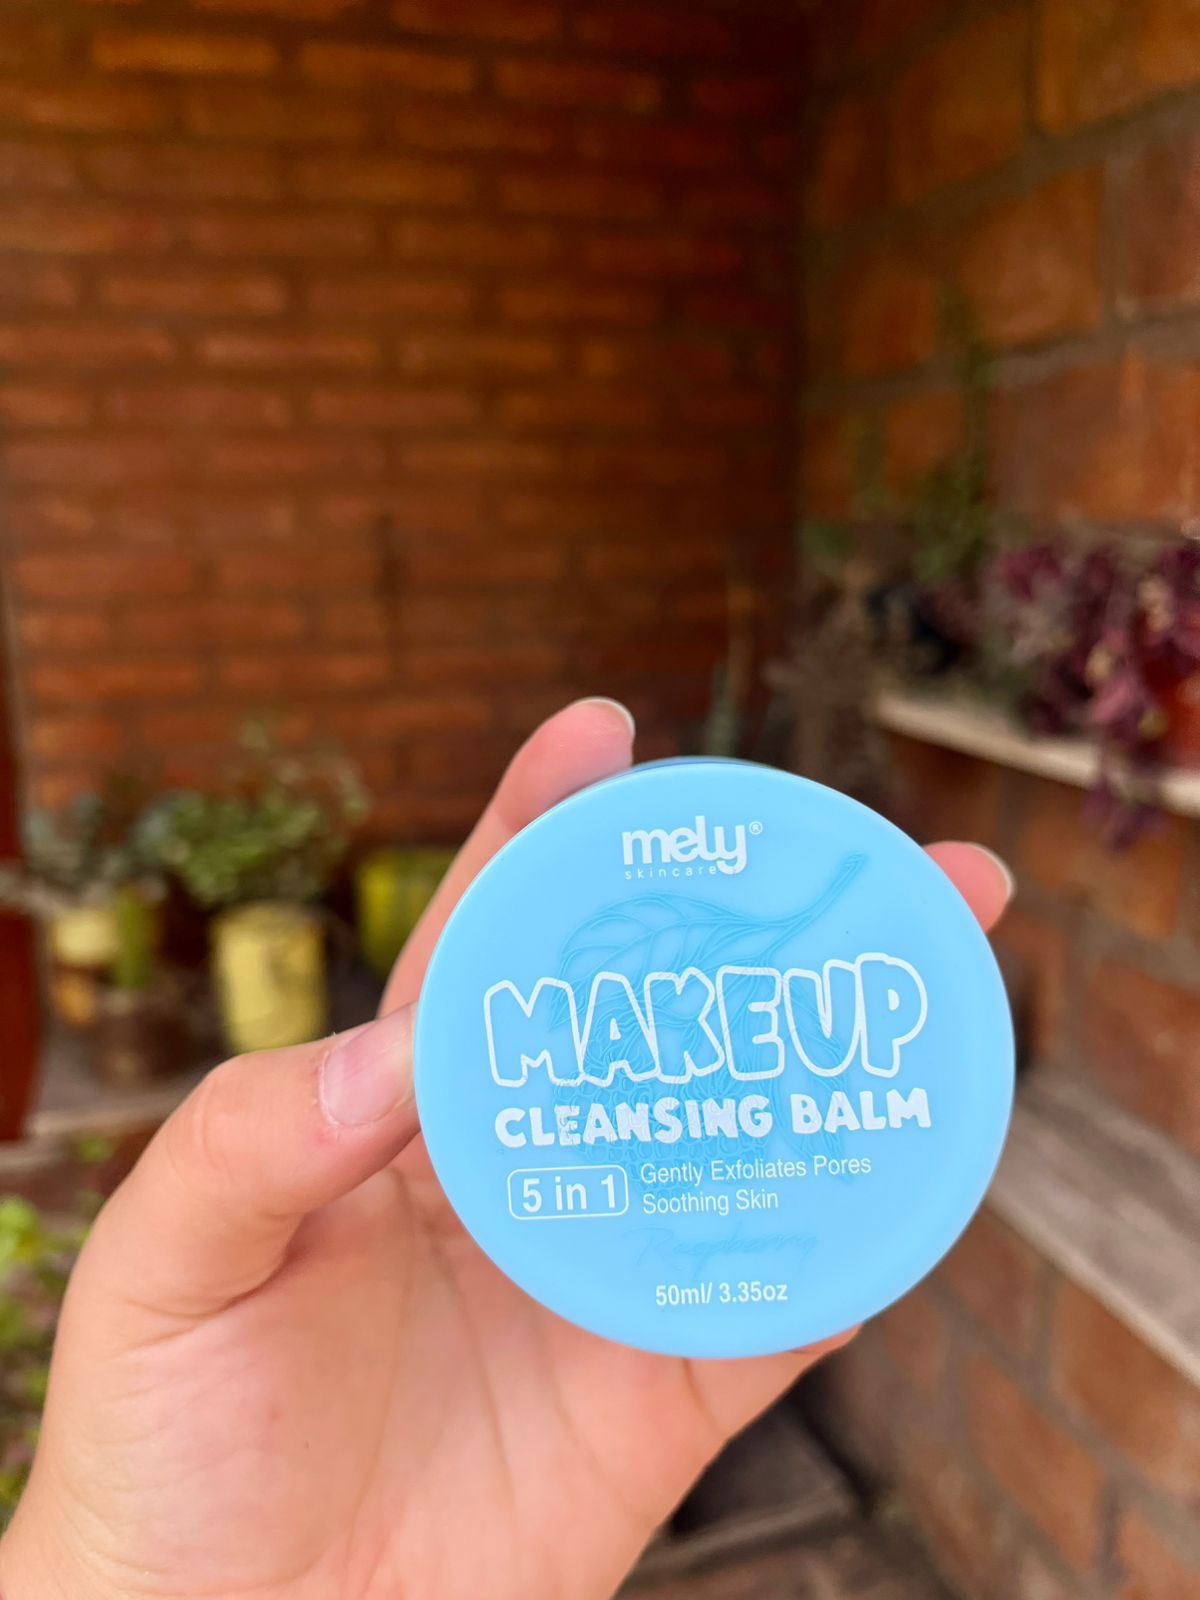 mely®
skincare
MAKEUP
CLEANSING BALM
5 in 1
Gently Exfoliates Pores
Soothing Skin
Raspberry
50ml/ 3.35oz